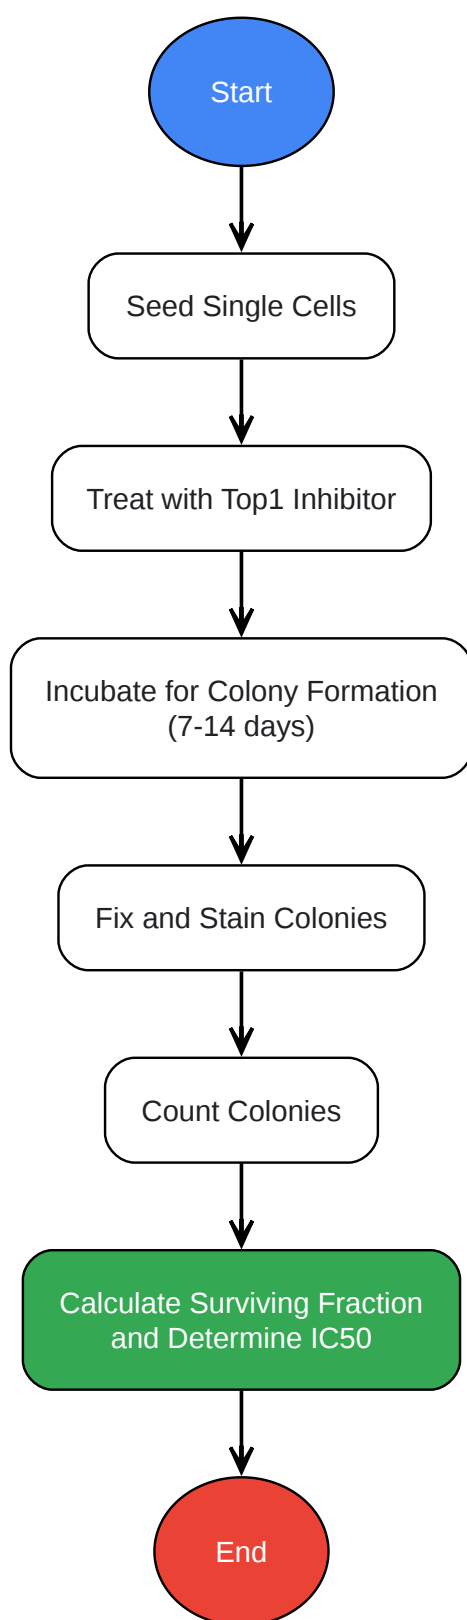 Start
Seed Single Cells
Treat with Top1 Inhibitor
Incubate for Colony Formation
(7-14 days)
Fix and Stain Colonies
Count Colonies
Calculate Surviving Fraction
and Determine IC50
End